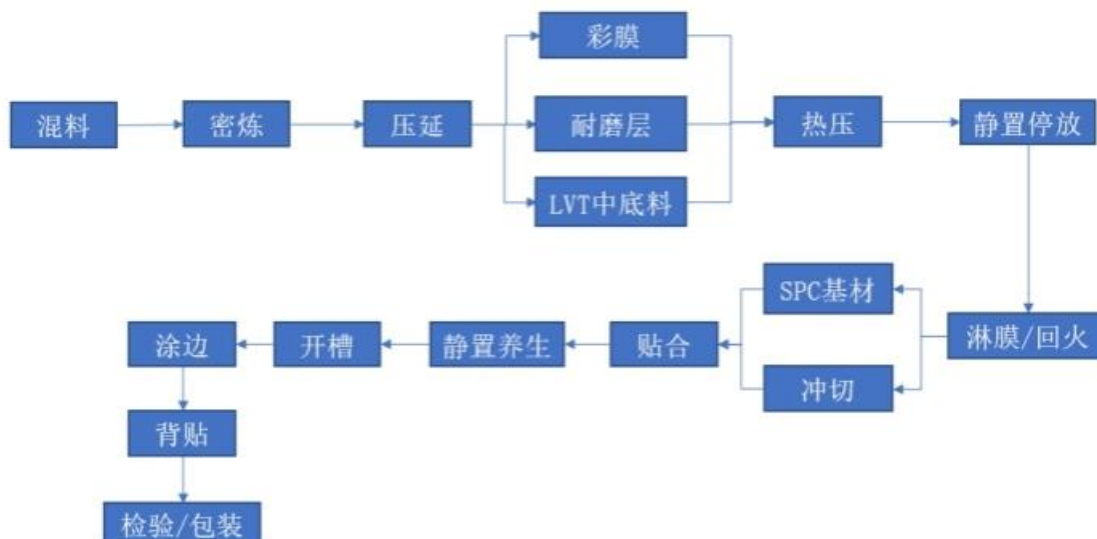 混料
密炼
压延
彩膜
耐磨层
LVT中底料
热压
静置停放
淋膜/回火
SPC基材
冲切
贴合
静置养生
开槽
涂边
背贴
检验/包装